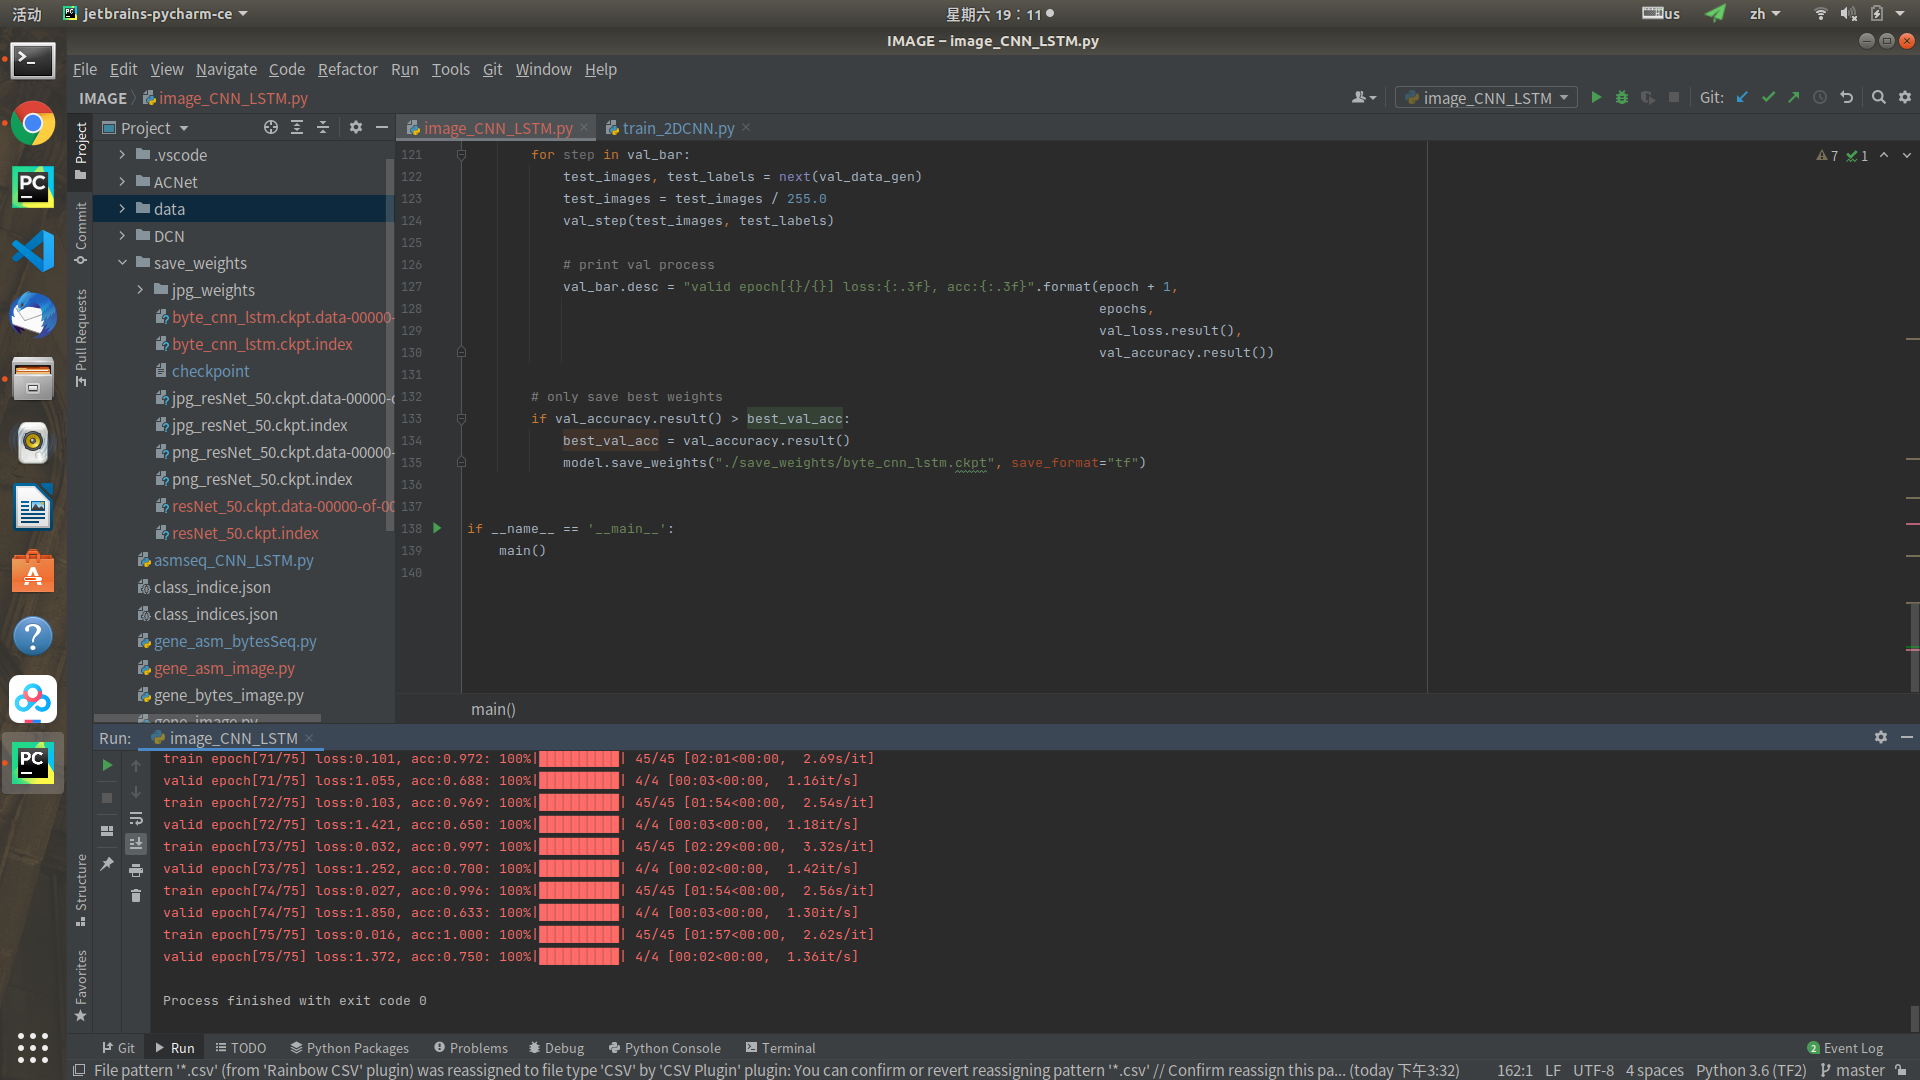 活动 jetbrains-pycharm-ce 星期六 19：11 us zh
IMAGE – image_CNN_LSTM.py
File Edit View Navigate Code Refactor Run Tools Git Window Help
IMAGE image_CNN_LSTM.py image_CNN_LSTM Git:
Project image_CNN_LSTM.py train_2DCNN.py
Project
Commit
Pull Requests
Structure
Favorites
.vscode
ACNet
data
DCN
save_weights
jpg_weights
byte_cnn_lstm.ckpt.data-00000-
byte_cnn_lstm.ckpt.index
checkpoint
jpg_resNet_50.ckpt.data-00000-
jpg_resNet_50.ckpt.index
png_resNet_50.ckpt.data-00000-
png_resNet_50.ckpt.index
resNet_50.ckpt.data-00000-of-00
resNet_50.ckpt.index
asmseq_CNN_LSTM.py
class_indice.json
class_indices.json
gene_asm_bytesSeq.py
gene_asm_image.py
gene_bytes_image.py
gene_image.py
7 1
121 for step in val_bar:
122 test_images, test_labels = next(val_data_gen)
123 test_images = test_images / 255.0
124 val_step(test_images, test_labels)
125
126 # print val process
127 val_bar.desc = "valid epoch[{}/{}] loss:{:.3f}, acc:{:.3f}".format(epoch + 1,
128 epochs,
129 val_loss.result(),
130 val_accuracy.result())
131
132 # only save best weights
133 if val_accuracy.result() > best_val_acc:
134 best_val_acc = val_accuracy.result()
135 model.save_weights("./save_weights/byte_cnn_lstm.ckpt", save_format="tf")
136
137
138 if __name__ == '__main__':
139 main()
140
main()
Run: image_CNN_LSTM
train epoch[71/75] loss:0.101, acc:0.972: 100%|██████████| 45/45 [02:01<00:00, 2.69s/it]
valid epoch[71/75] loss:1.055, acc:0.688: 100%|██████████| 4/4 [00:03<00:00, 1.16it/s]
train epoch[72/75] loss:0.103, acc:0.969: 100%|██████████| 45/45 [01:54<00:00, 2.54s/it]
valid epoch[72/75] loss:1.421, acc:0.650: 100%|██████████| 4/4 [00:03<00:00, 1.18it/s]
train epoch[73/75] loss:0.032, acc:0.997: 100%|██████████| 45/45 [02:29<00:00, 3.32s/it]
valid epoch[73/75] loss:1.252, acc:0.700: 100%|██████████| 4/4 [00:02<00:00, 1.42it/s]
train epoch[74/75] loss:0.027, acc:0.996: 100%|██████████| 45/45 [01:54<00:00, 2.56s/it]
valid epoch[74/75] loss:1.850, acc:0.633: 100%|██████████| 4/4 [00:03<00:00, 1.30it/s]
train epoch[75/75] loss:0.016, acc:1.000: 100%|██████████| 45/45 [01:57<00:00, 2.62s/it]
valid epoch[75/75] loss:1.372, acc:0.750: 100%|██████████| 4/4 [00:02<00:00, 1.36it/s]
Process finished with exit code 0
Git Run TODO Python Packages Problems Debug Python Console Terminal 2 Event Log
File pattern '*.csv' (from 'Rainbow CSV' plugin) was reassigned to file type 'CSV' by 'CSV Plugin' plugin: You can confirm or revert reassigning pattern '*.csv' // Confirm reassign this pa... (today 下午3:32) 162:1 LF UTF-8 4 spaces Python 3.6 (TF2) master